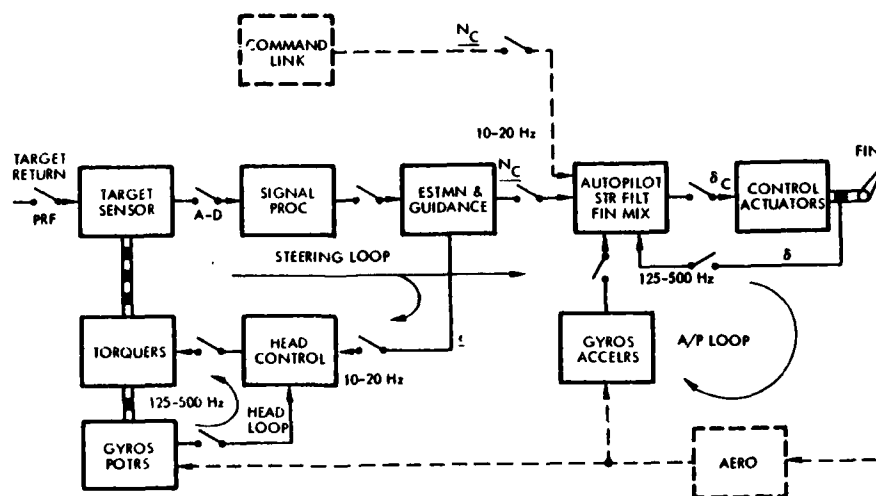 COMMAND
LINK
N_C
10-20 Hz
TARGET
RETURN
PRF
TARGET
SENSOR
A-D
SIGNAL
PROC
ESTMN &
GUIDANCE
N_C
AUTOPILOT
STR FILT
FIN MIX
δ_C
CONTROL
ACTUATORS
FIN
STEERING LOOP
δ
125-500 Hz
TORQUERS
HEAD
CONTROL
10-20 Hz
GYROS
ACCELRS
A/P LOOP
125-500 Hz
HEAD
LOOP
GYROS
POTRS
AERO